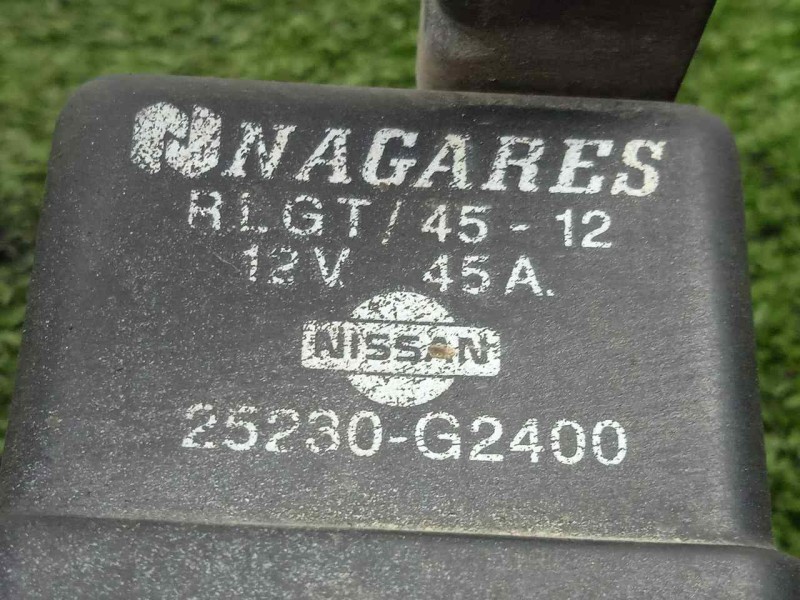 NAGARES
RLGT/45-12
12V 45A.
NISSAN
25230-G2400